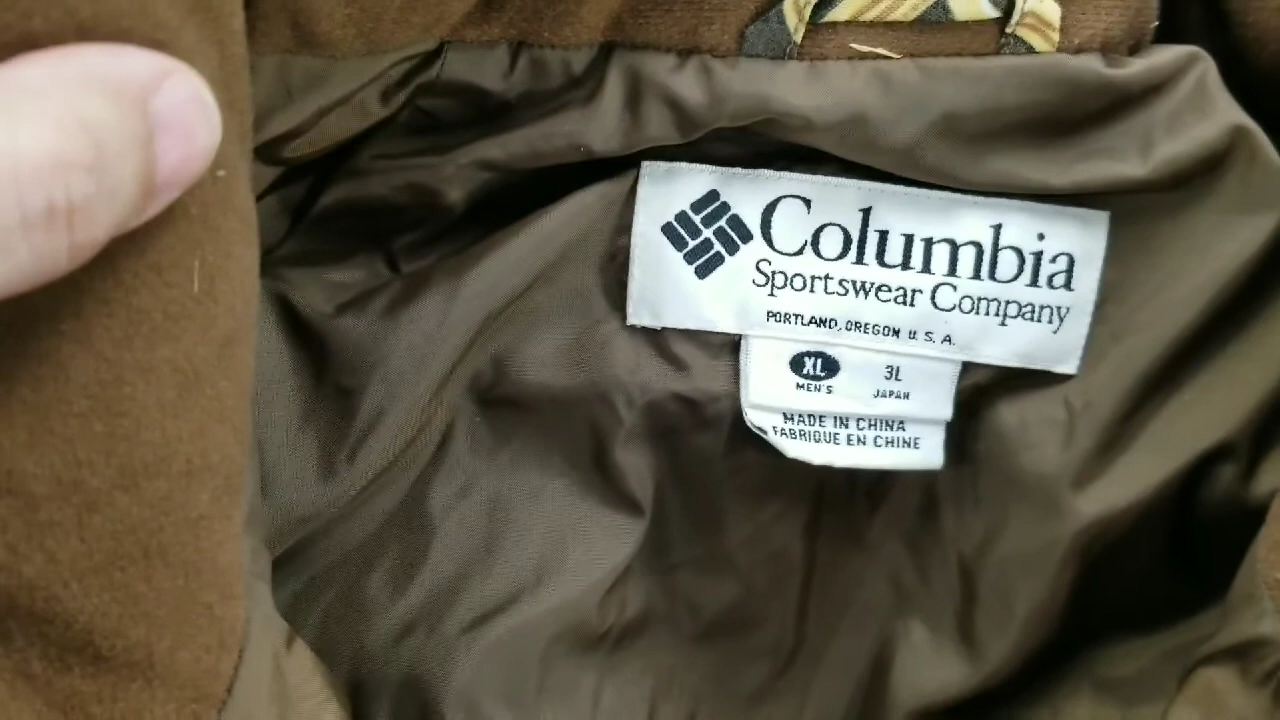 Columbia
Sportswear Company
PORTLAND, OREGON U.S.A.
XL 3L
MEN'S JAPAN
MADE IN CHINA
FABRIQUE EN CHINE